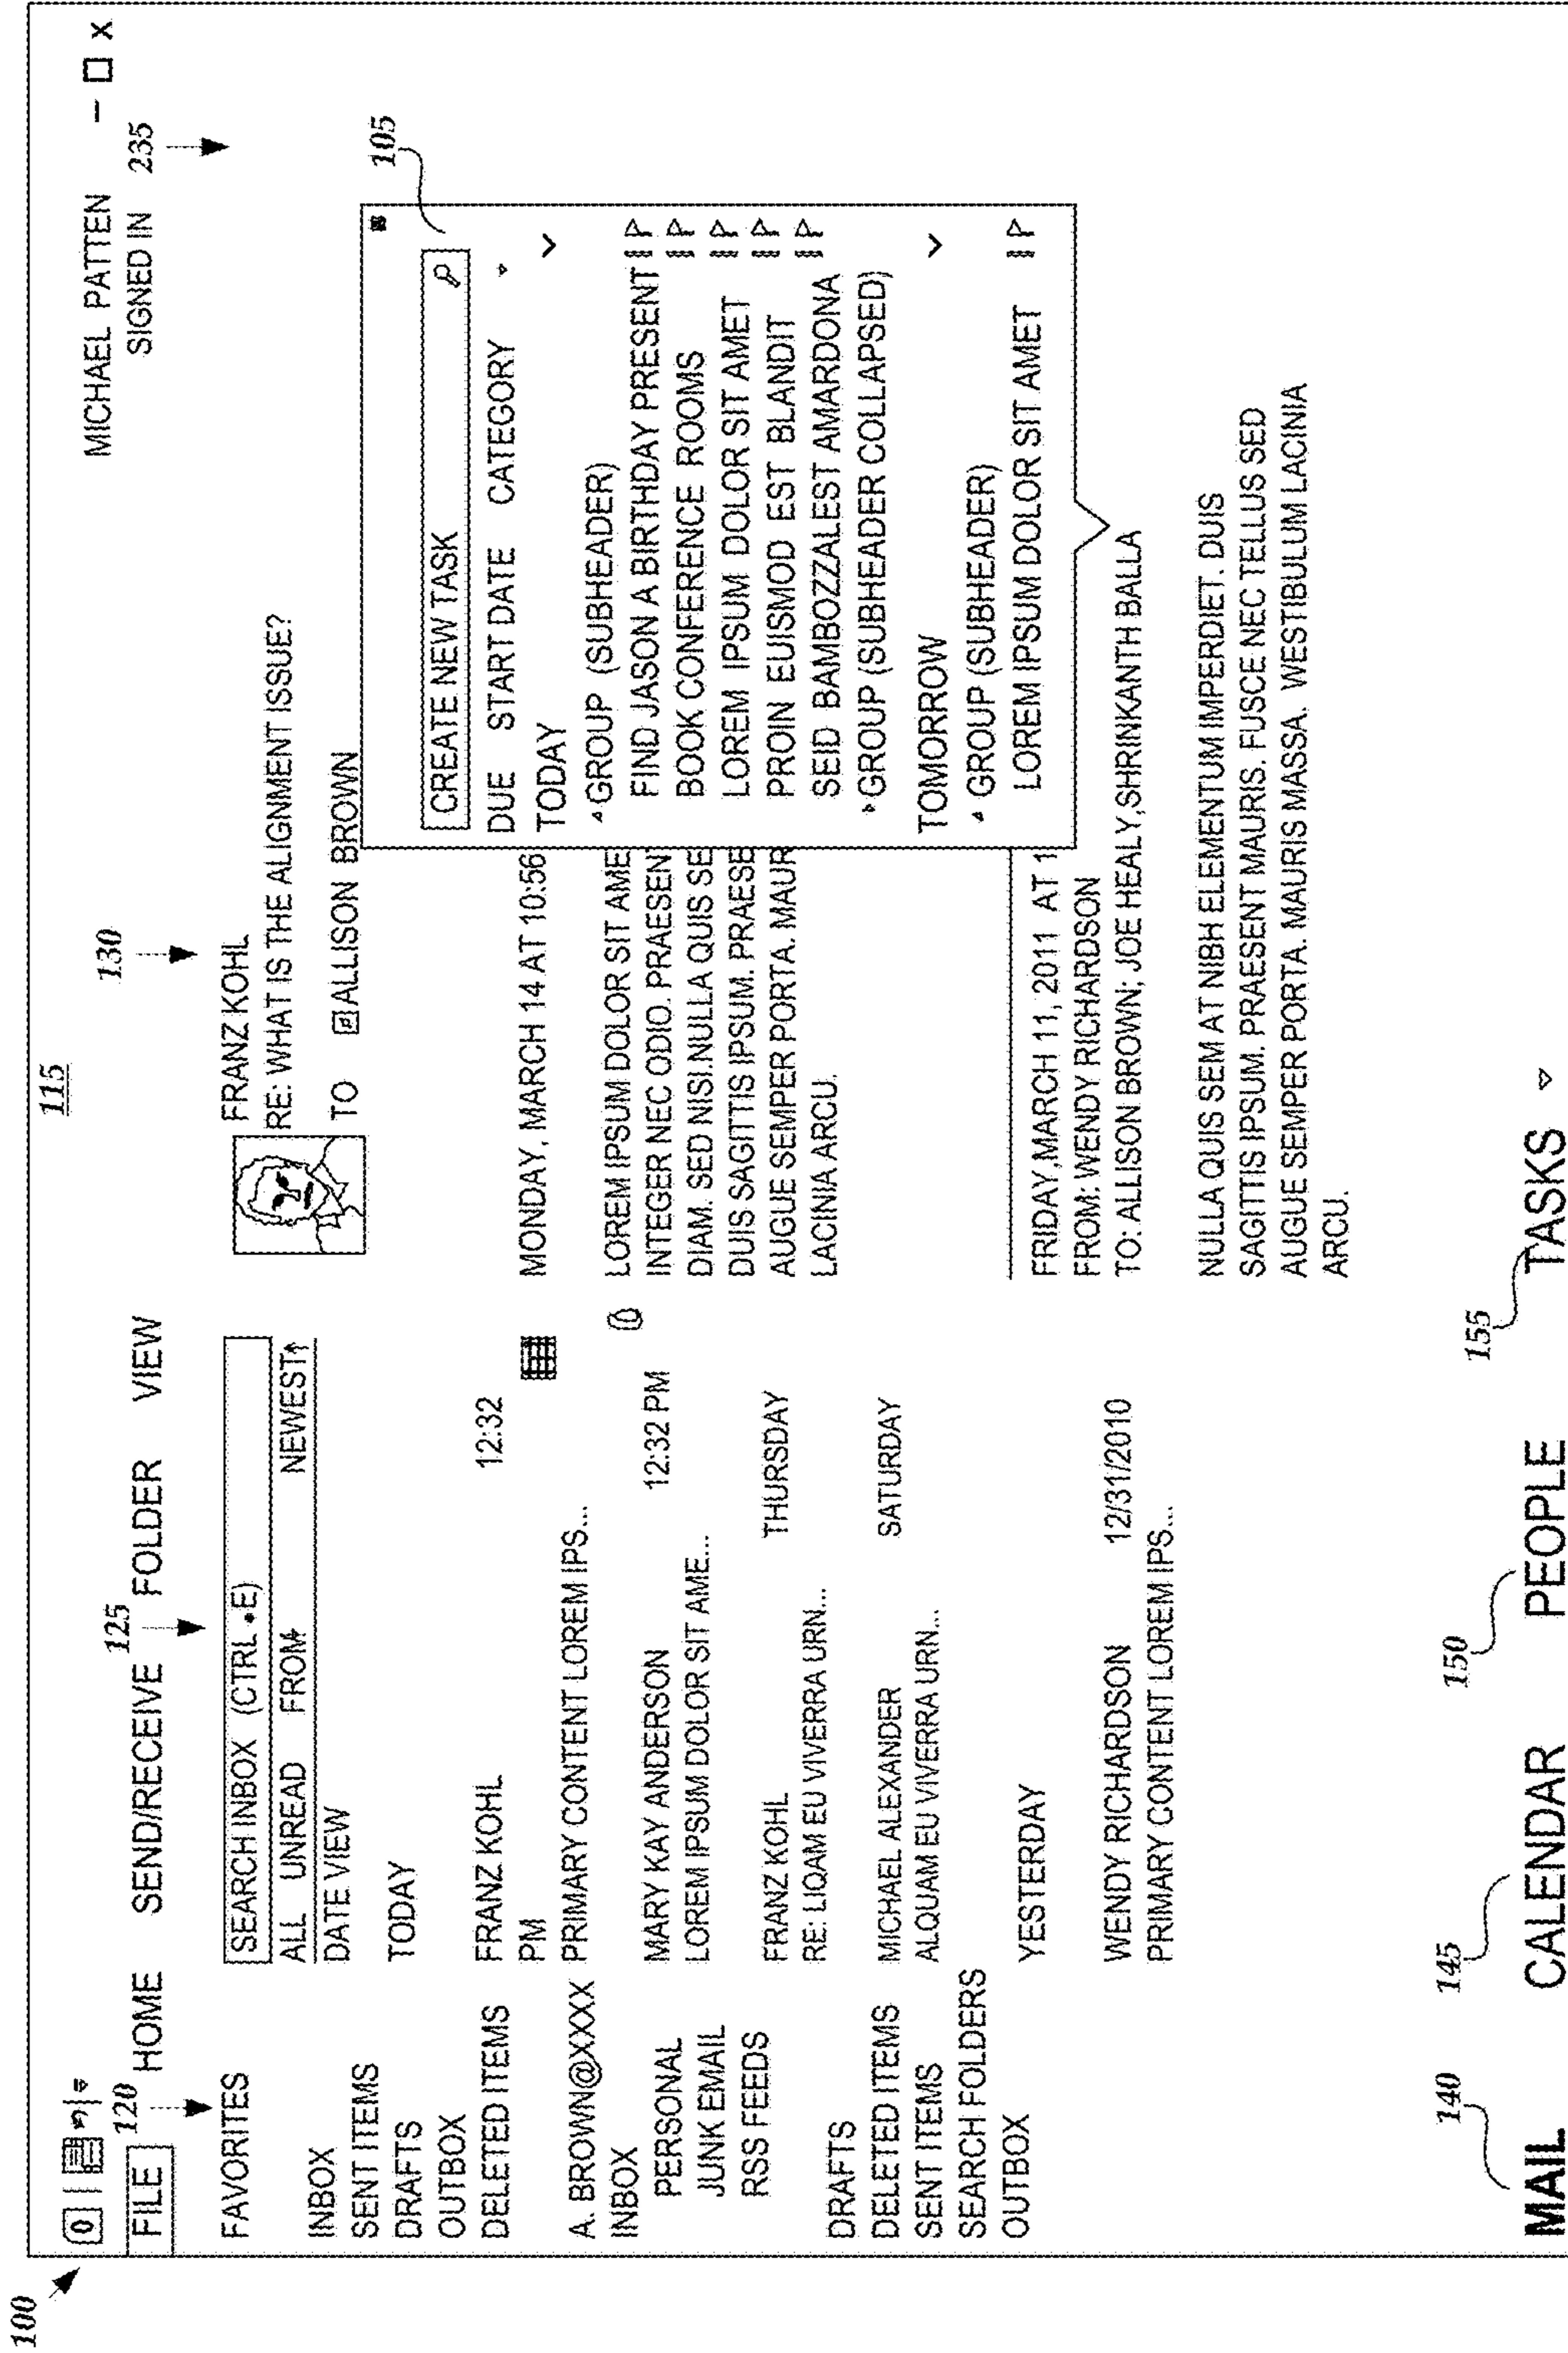 100
115
0
MICHAEL PATTEN
SIGNED IN
235
FILE HOME SEND/RECEIVE FOLDER VIEW
120
125
130
FAVORITES
INBOX
SENT ITEMS
DRAFTS
OUTBOX
DELETED ITEMS
A. BROWN@XXXX
INBOX
PERSONAL
JUNK EMAIL
RSS FEEDS
DRAFTS
DELETED ITEMS
SENT ITEMS
SEARCH FOLDERS
OUTBOX
SEARCH INBOX (CTRL •E)
ALL UNREAD FROM NEWEST↑
DATE VIEW
TODAY
FRANZ KOHL 12:32
PM
PRIMARY CONTENT LOREM IPS...
MARY KAY ANDERSON 12:32 PM
LOREM IPSUM DOLOR SIT AME...
FRANZ KOHL THURSDAY
RE: LIQAM EU VIVERRA URN...
MICHAEL ALEXANDER SATURDAY
ALQUAM EU VIVERRA URN...
YESTERDAY
WENDY RICHARDSON 12/31/2010
PRIMARY CONTENT LOREM IPS...
FRANZ KOHL
RE: WHAT IS THE ALIGNMENT ISSUE?
TO ALLISON BROWN
MONDAY, MARCH 14 AT 10:56
LOREM IPSUM DOLOR SIT AME
INTEGER NEC ODIO. PRAESEN
DIAM. SED NISI.NULLA QUIS SE
DUIS SAGITTIS IPSUM. PRAESE
AUGUE SEMPER PORTA. MAUR
LACINIA ARCU.
FRIDAY,MARCH 11, 2011 AT 1
FROM: WENDY RICHARDSON
TO: ALLISON BROWN; JOE HEALY,SHRINKANTH BALLA
NULLA QUIS SEM AT NIBH ELEMENTUM IMPERDIET. DUIS
SAGITTIS IPSUM. PRAESENT MAURIS. FUSCE NEC TELLUS SED
AUGUE SEMPER PORTA. MAURIS MASSA. VESTIBULUM LACINIA
ARCU.
105
CREATE NEW TASK
DUE START DATE CATEGORY
TODAY
GROUP (SUBHEADER)
FIND JASON A BIRTHDAY PRESENT
BOOK CONFERENCE ROOMS
LOREM IPSUM DOLOR SIT AMET
PROIN EUISMOD EST BLANDIT
SEID BAMBOZZALEST AMARDONA
GROUP (SUBHEADER COLLAPSED)
TOMORROW
GROUP (SUBHEADER)
LOREM IPSUM DOLOR SIT AMET
140
145
150
155
MAIL CALENDAR PEOPLE TASKS